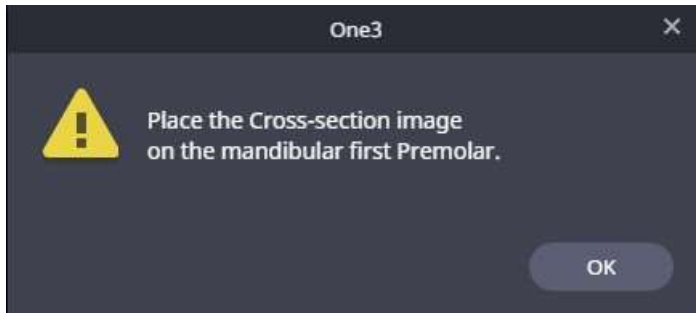 One3
Place the Cross-section image
on the mandibular first Premolar.
OK